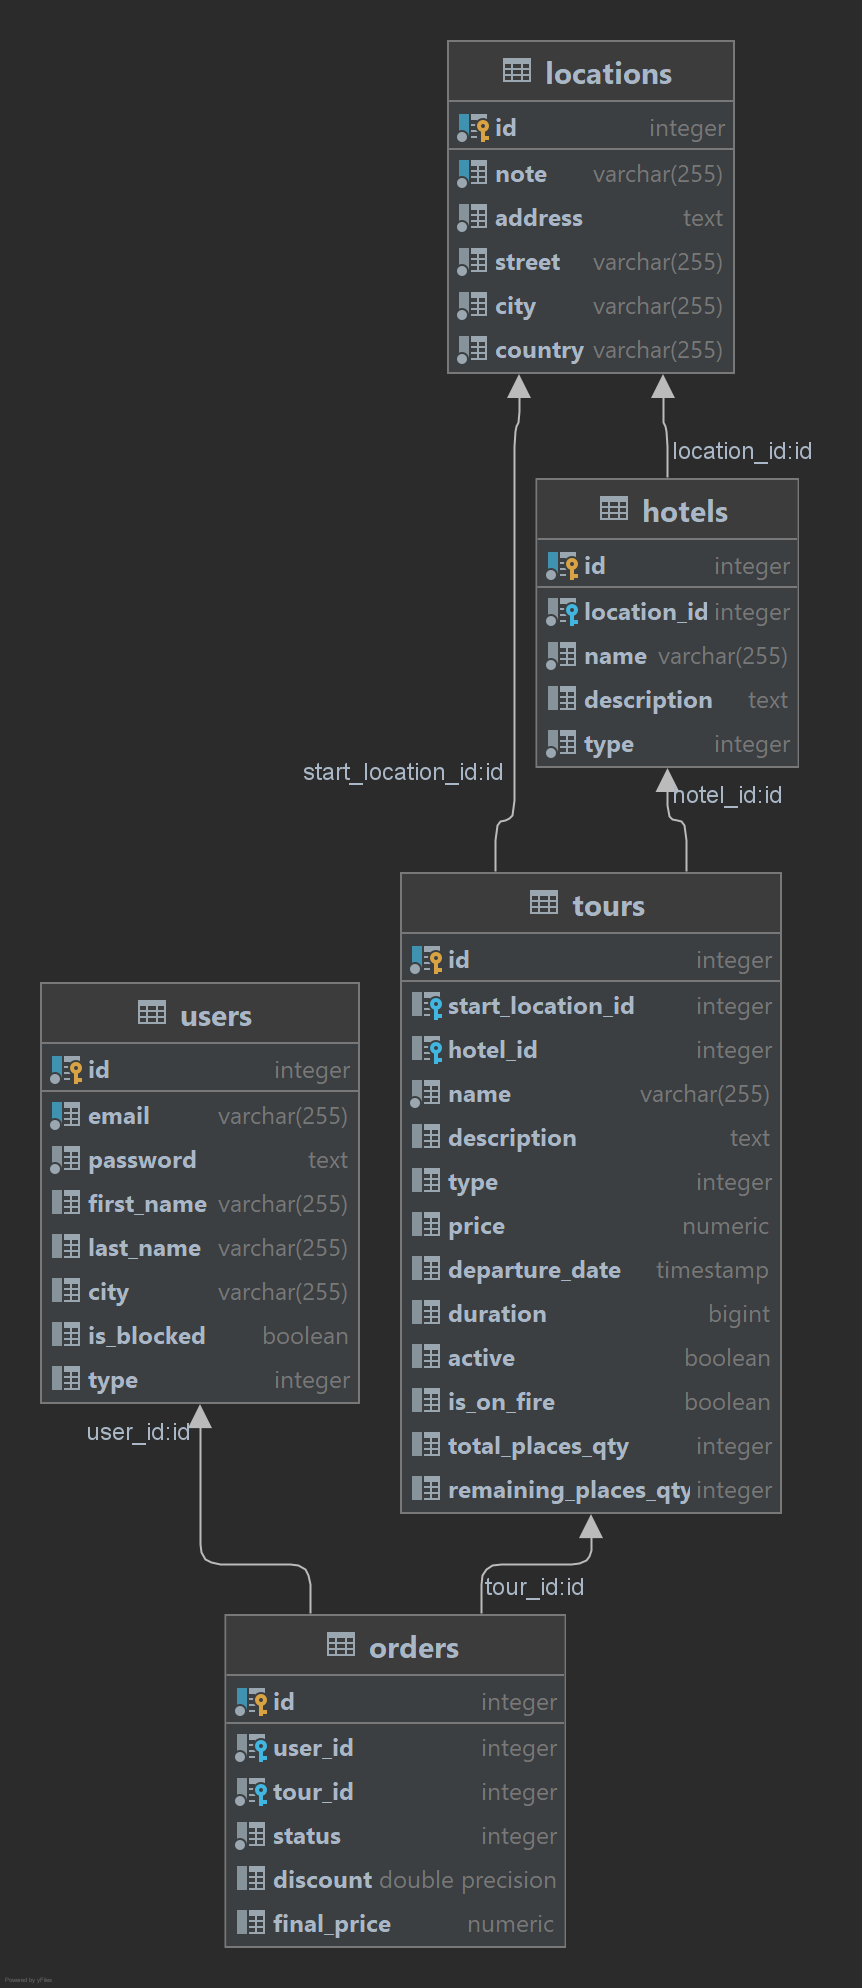 locations
id integer
note varchar(255)
address text
street varchar(255)
city varchar(255)
country varchar(255)
location_id:id
hotels
id integer
location_id integer
name varchar(255)
description text
type integer
start_location_id:id
hotel_id:id
tours
id integer
start_location_id integer
hotel_id integer
name varchar(255)
description text
type integer
price numeric
departure_date timestamp
duration bigint
active boolean
is_on_fire boolean
total_places_qty integer
remaining_places_qty integer
users
id integer
email varchar(255)
password text
first_name varchar(255)
last_name varchar(255)
city varchar(255)
is_blocked boolean
type integer
user_id:id
tour_id:id
orders
id integer
user_id integer
tour_id integer
status integer
discount double precision
final_price numeric
Powered by yFiles